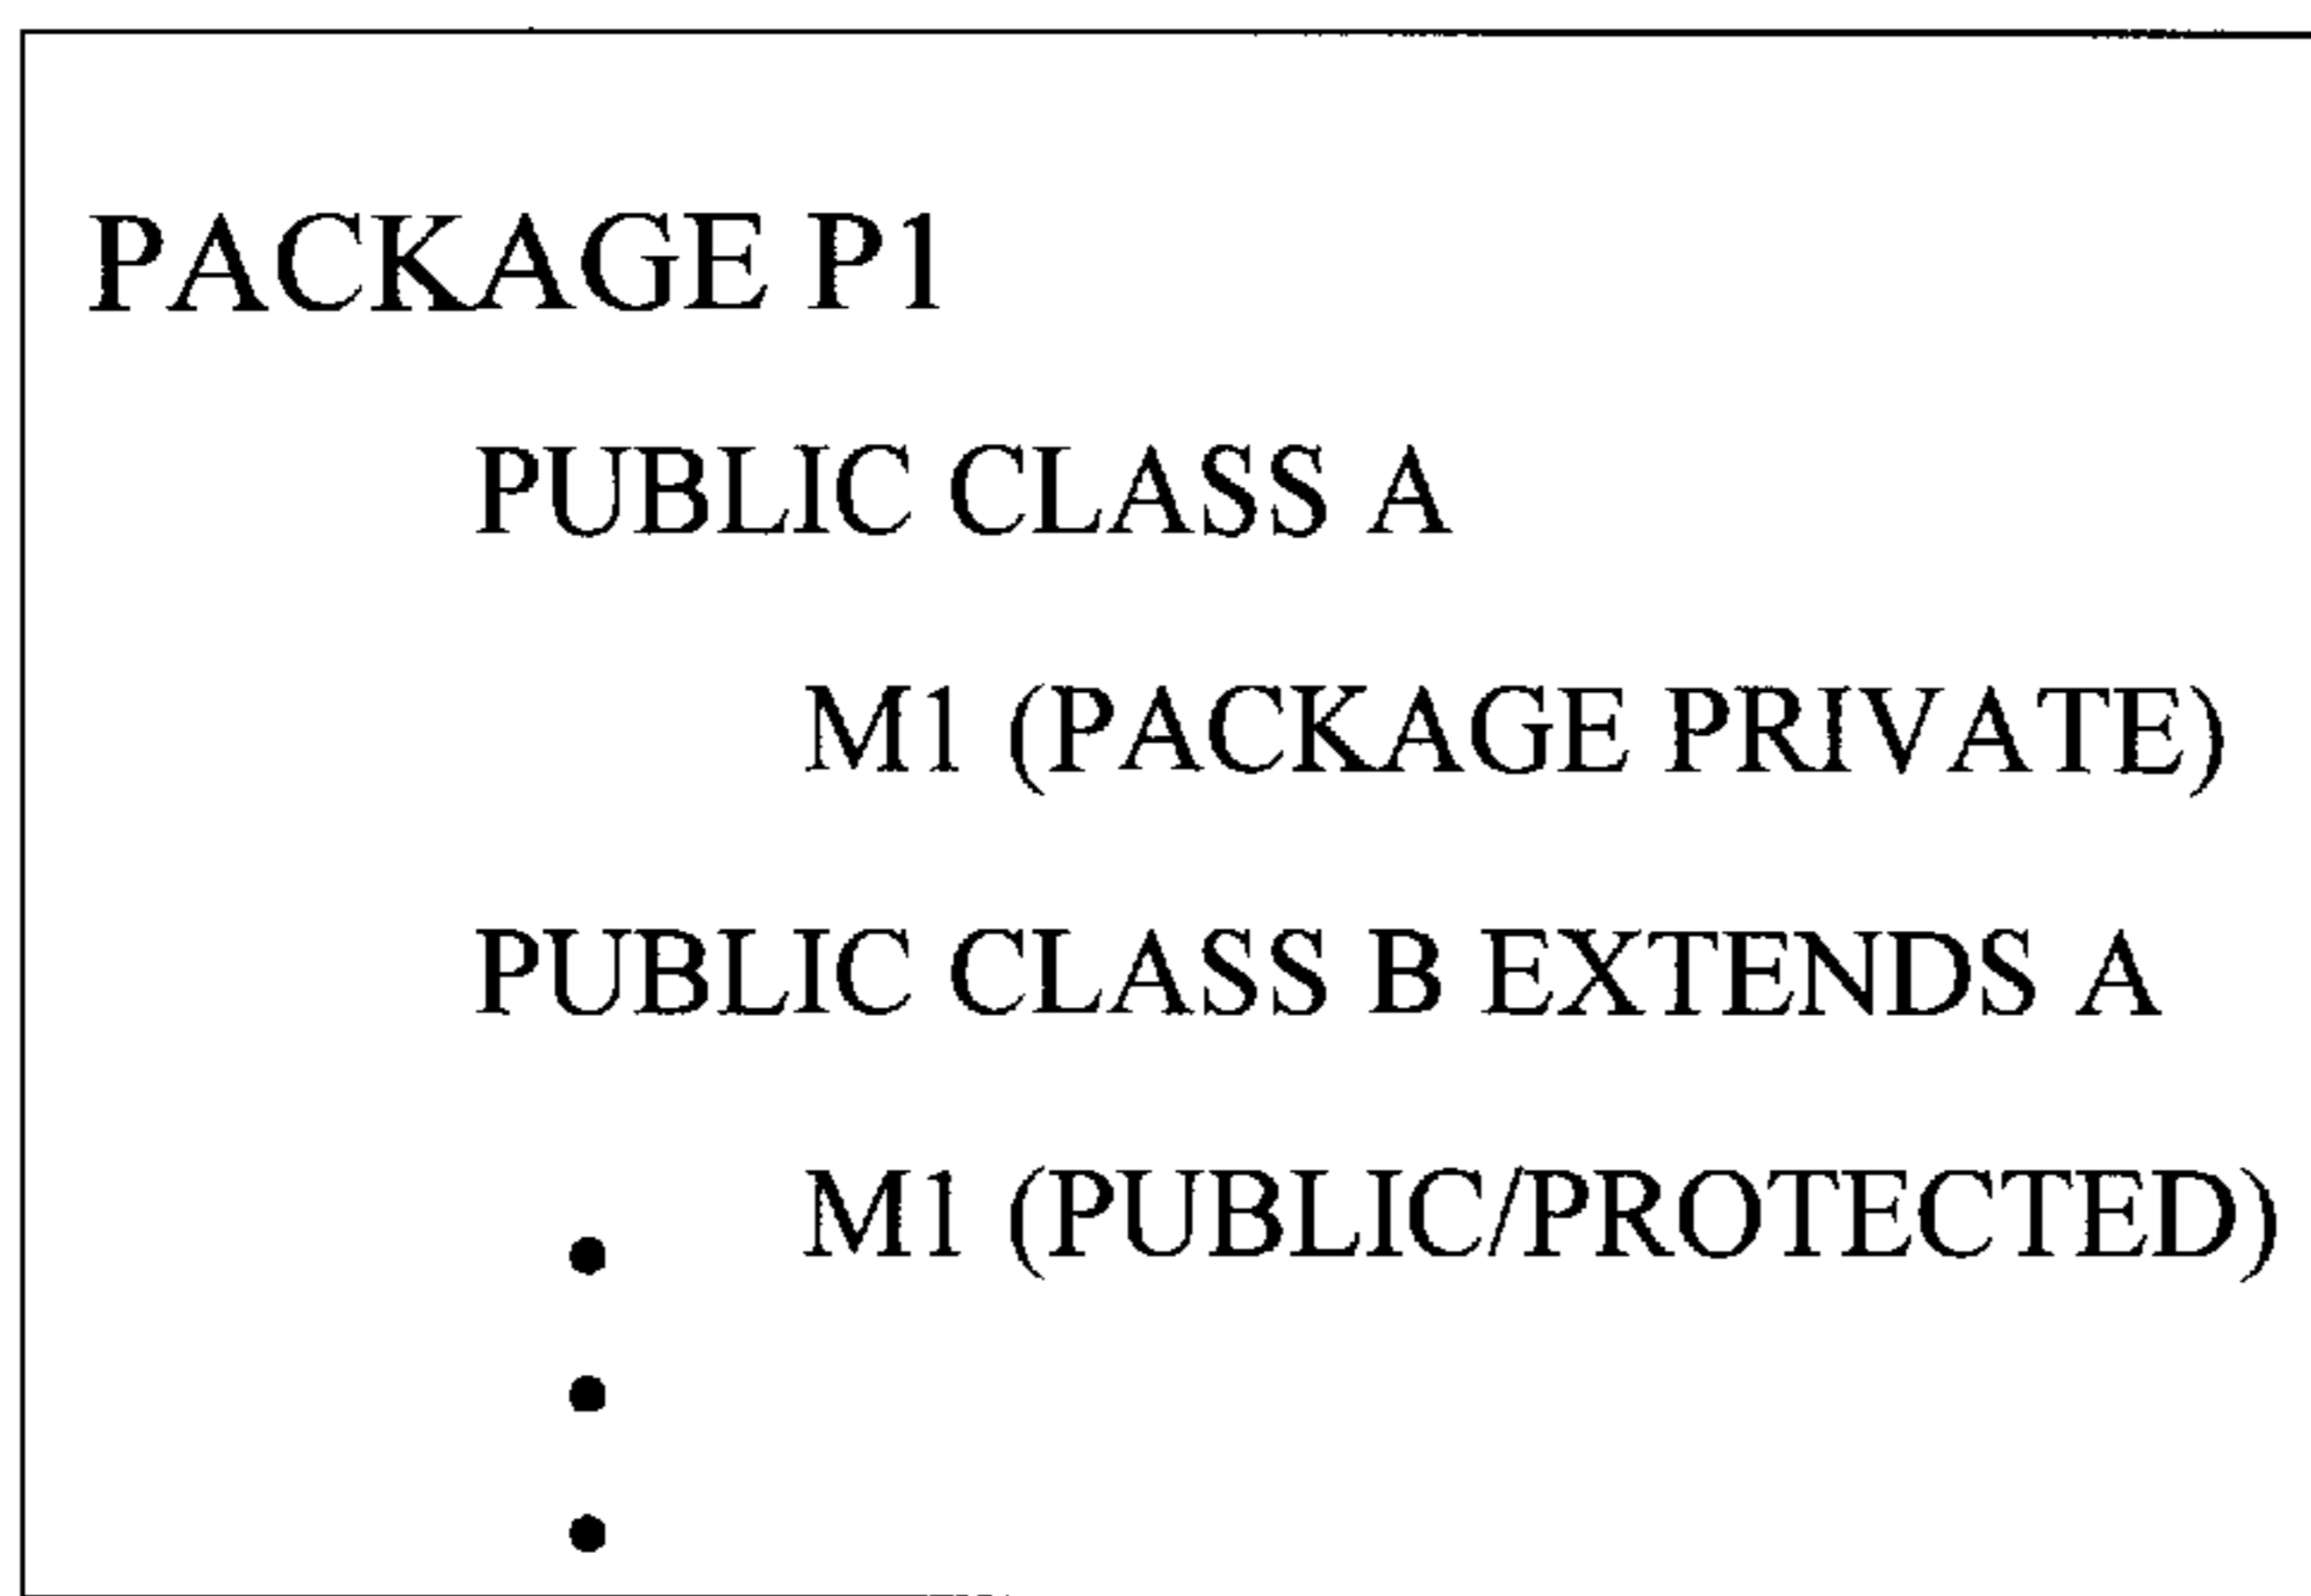 PACKAGE P1
PUBLIC CLASS A
M1 (PACKAGE PRIVATE)
PUBLIC CLASS B EXTENDS A
M1 (PUBLIC/PROTECTED)